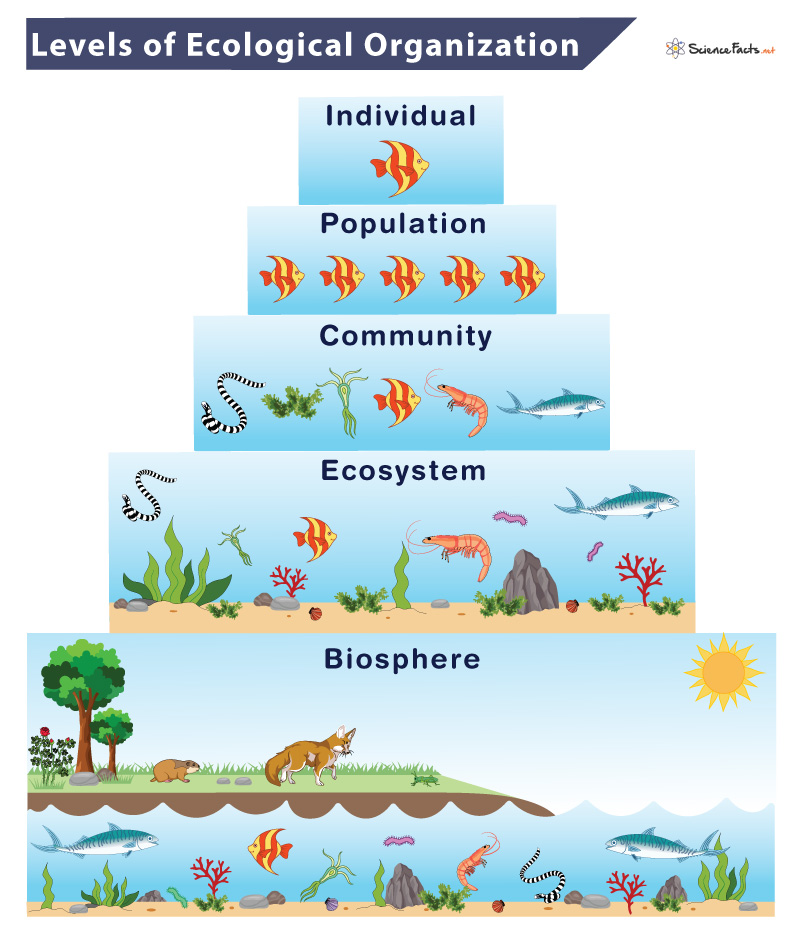 Levels of Ecological Organization
ScienceFacts.net
Individual
Population
Community
Ecosystem
Biosphere